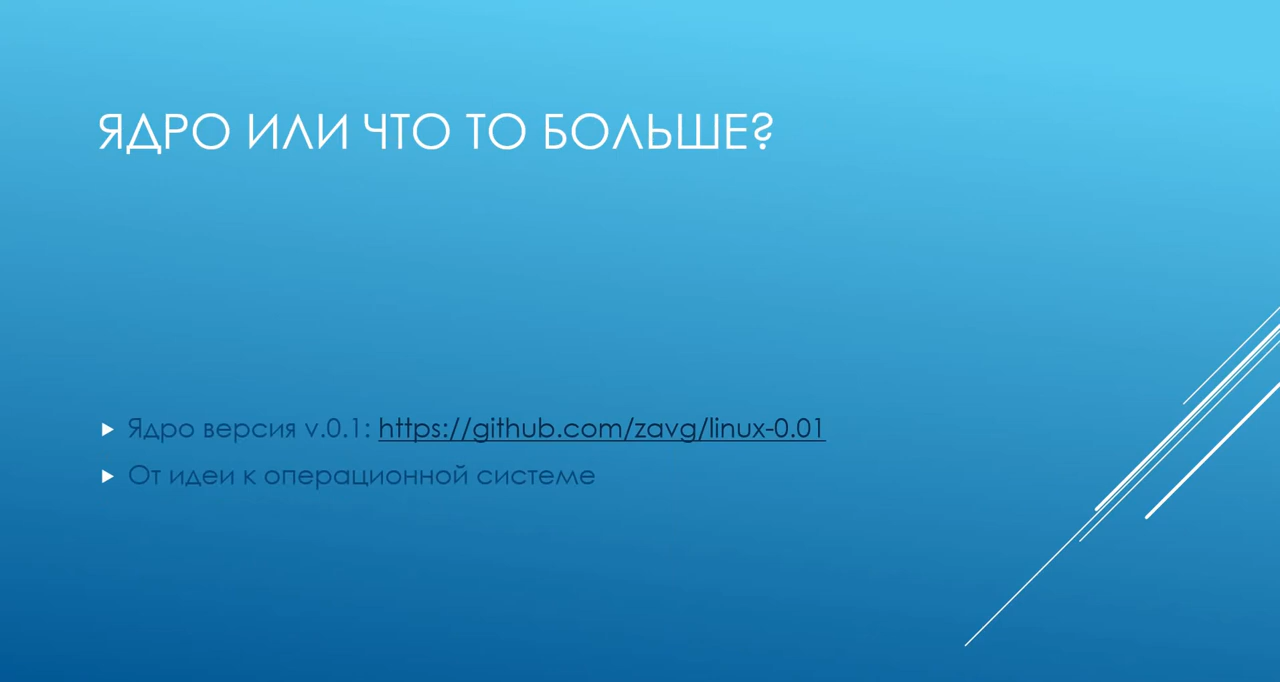 ЯДРО ИЛИ ЧТО ТО БОЛЬШЕ?
Ядро версия v.0.1: https://github.com/zavg/linux-0.01
От идеи к операционной системе